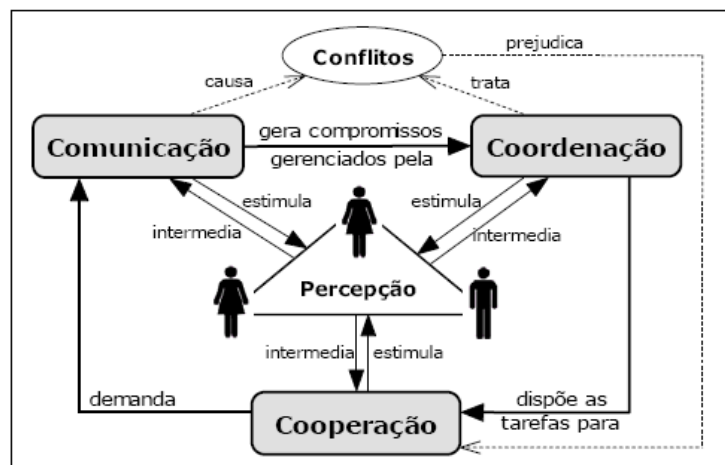 prejudica
Conflitos
causa
trata
Comunicação
gera compromissos
gerenciados pela
Coordenação
estimula
estimula
intermedia
intermedia
Percepção
intermedia
estimula
demanda
dispõe as
tarefas para
Cooperação